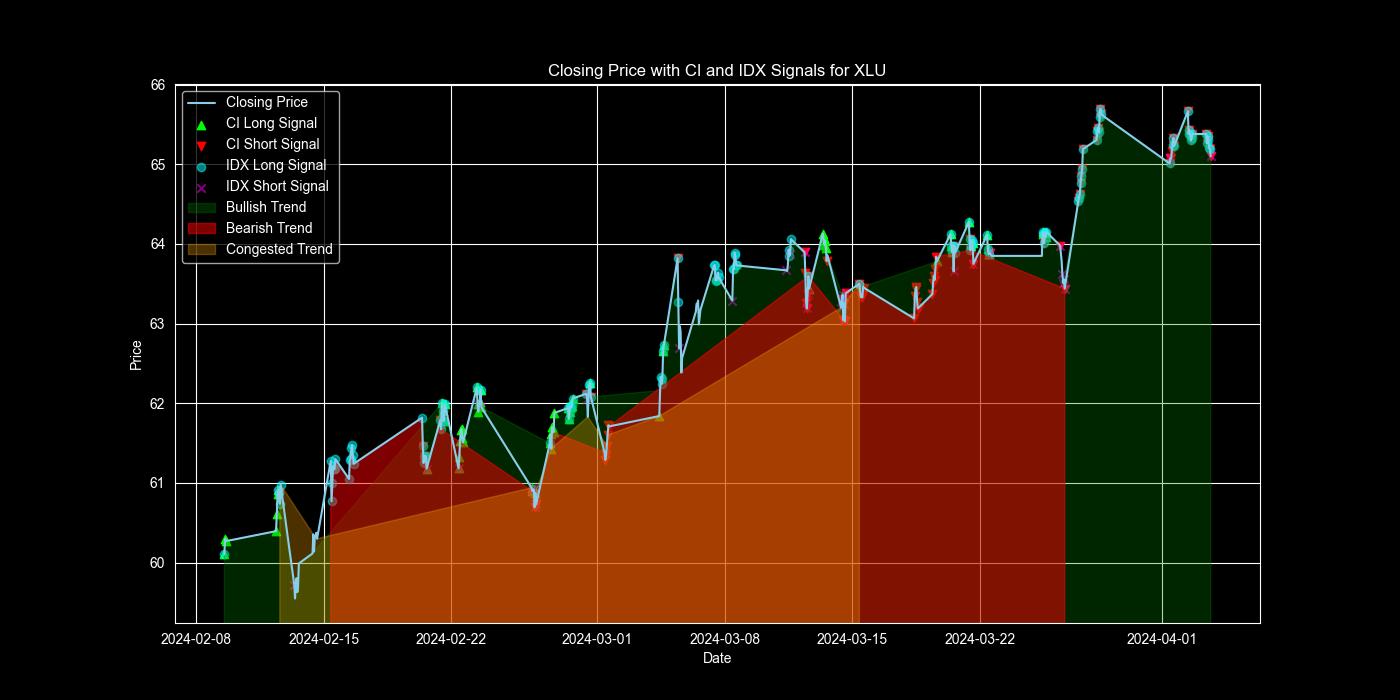 Closing Price with CI and IDX Signals for XLU
66
65
64
63
62
61
60
Price
Closing Price
CI Long Signal
CI Short Signal
IDX Long Signal
IDX Short Signal
Bullish Trend
Bearish Trend
Congested Trend
2024-02-08
2024-02-15
2024-02-22
2024-03-01
2024-03-08
2024-03-15
2024-03-22
2024-04-01
Date